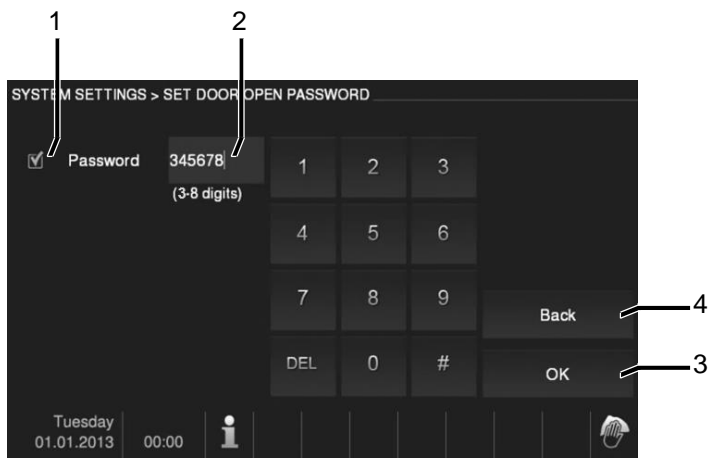 1 2
SYSTEM SETTINGS > SET DOOR OPEN PASSWORD
Password 345678
(3-8 digits)
1 2 3
4 5 6
7 8 9
DEL 0 #
Back
OK
4
3
Tuesday
01.01.2013 00:00
i